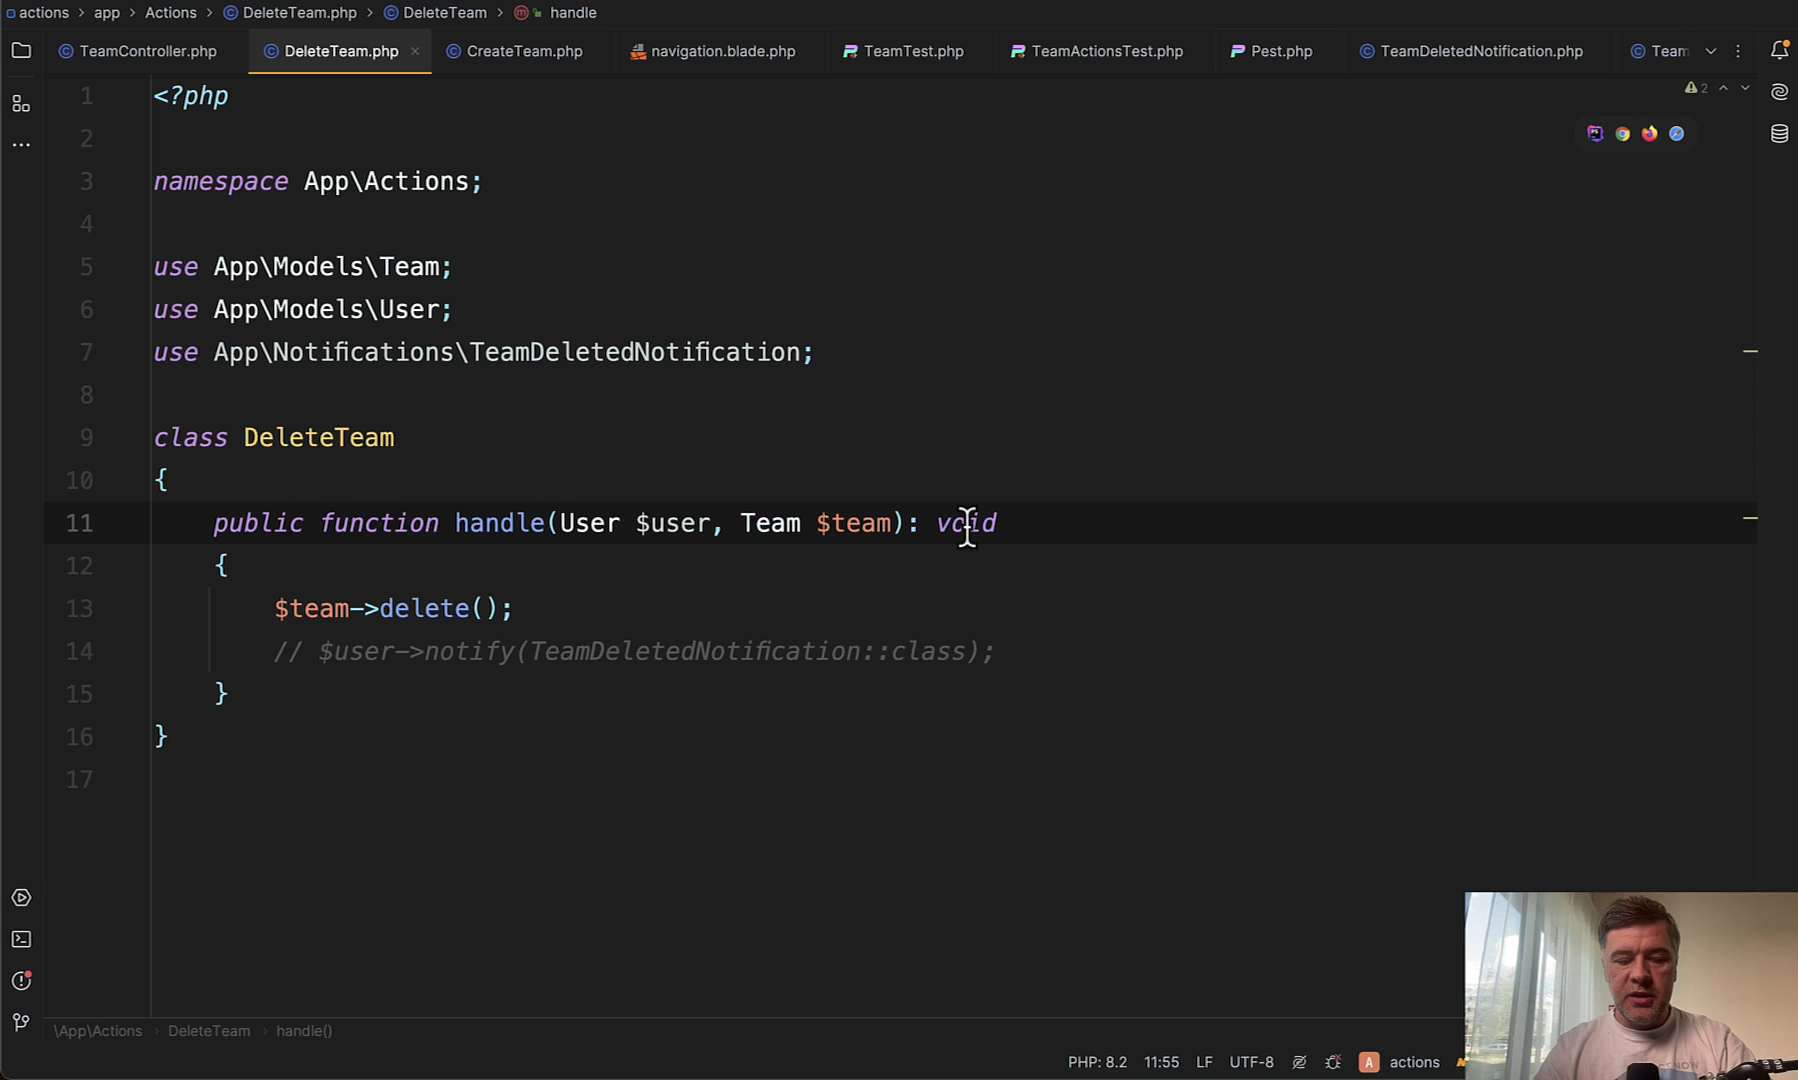 actions > app > Actions > DeleteTeam.php > DeleteTeam > handle
TeamController.php DeleteTeam.php CreateTeam.php navigation.blade.php TeamTest.php TeamActionsTest.php Pest.php TeamDeletedNotification.php Team
2
1 <?php
2
3 namespace App\Actions;
4
5 use App\Models\Team;
6 use App\Models\User;
7 use App\Notifications\TeamDeletedNotification;
8
9 class DeleteTeam
10 {
11 public function handle(User $user, Team $team): void
12 {
13 $team->delete();
14 // $user->notify(TeamDeletedNotification::class);
15 }
16 }
17
\App\Actions > DeleteTeam > handle()
PHP: 8.2 11:55 LF UTF-8 A actions